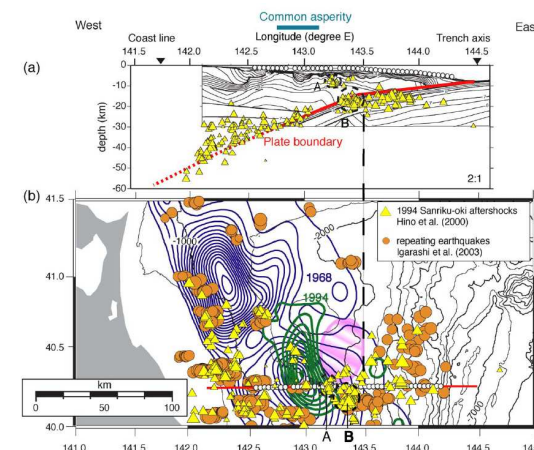 Common asperity
West
Coast line
Longitude (degree E)
Trench axis
Eas
141.5 142.0 142.5 143.0 143.5 144.0 144.5
(a)
depth (km)
0
-10
-20
-30
-40
-50
-60
A
B
Plate boundary
2:1
(b)
41.5
41.0
40.5
40.0
-1000
-2000
1968
1994
-7000
1994 Sanriku-oki aftershocks
Hino et al. (2000)
repeating earthquakes
Igarashi et al. (2003)
km
0 50 100
A B
141.0 141.5 142.0 142.5 143.0 143.5 144.0 144.5